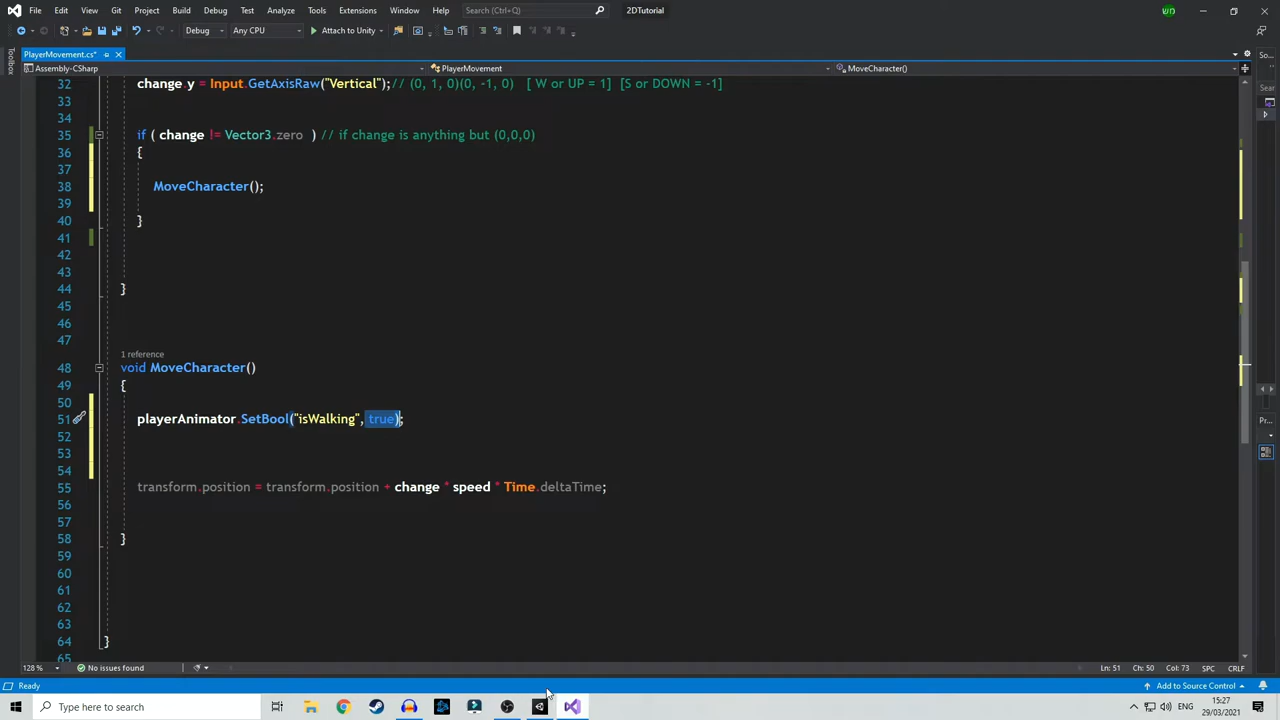 File Edit View Git Project Build Debug Test Analyze Tools Extensions Window Help Search (Ctrl+Q) 2DTutorial
Debug Any CPU Attach to Unity
PlayerMovement.cs*
Assembly-CSharp PlayerMovement MoveCharacter()
Toolbox
So...
Sear
Pr...
32 change.y = Input.GetAxisRaw("Vertical");// (0, 1, 0)(0, -1, 0) [ W or UP = 1] [S or DOWN = -1]
33
34
35 if ( change != Vector3.zero ) // if change is anything but (0,0,0)
36 {
37
38 MoveCharacter();
39
40 }
41
42
43
44 }
45
46
47
1 reference
48 void MoveCharacter()
49 {
50
51 playerAnimator.SetBool("isWalking", true);
52
53
54
55 transform.position = transform.position + change * speed * Time.deltaTime;
56
57
58 }
59
60
61
62
63
64 }
65
128 % No issues found Ln: 51 Ch: 50 Col: 73 SPC CRLF
Ready Add to Source Control
Type here to search ENG 15:27
29/03/2021